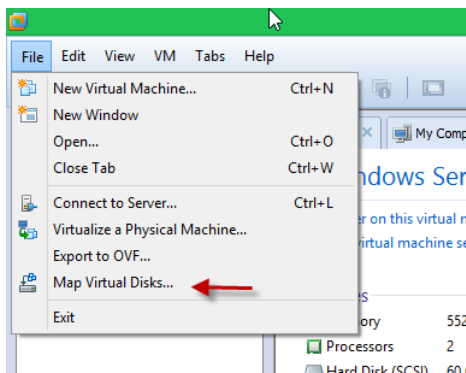 File Edit View VM Tabs Help
New Virtual Machine... Ctrl+N
New Window
Open... Ctrl+O
Close Tab Ctrl+W
Connect to Server... Ctrl+L
Virtualize a Physical Machine...
Export to OVF...
Map Virtual Disks...
Exit
My Comp
ndows Ser
er on this virtual m
virtual machine se
ory 552
Processors 2
Hard Disk (SCSI) 60